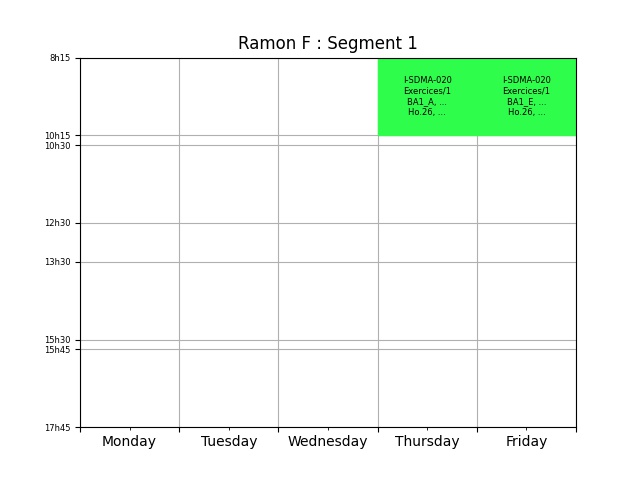 Ramon F : Segment 1
8h15
I-SDMA-020
Exercices/1
BA1_A, ...
Ho.26, ...
I-SDMA-020
Exercices/1
BA1_E, ...
Ho.26, ...
10h15
10h30
12h30
13h30
15h30
15h45
17h45
Monday Tuesday Wednesday Thursday Friday